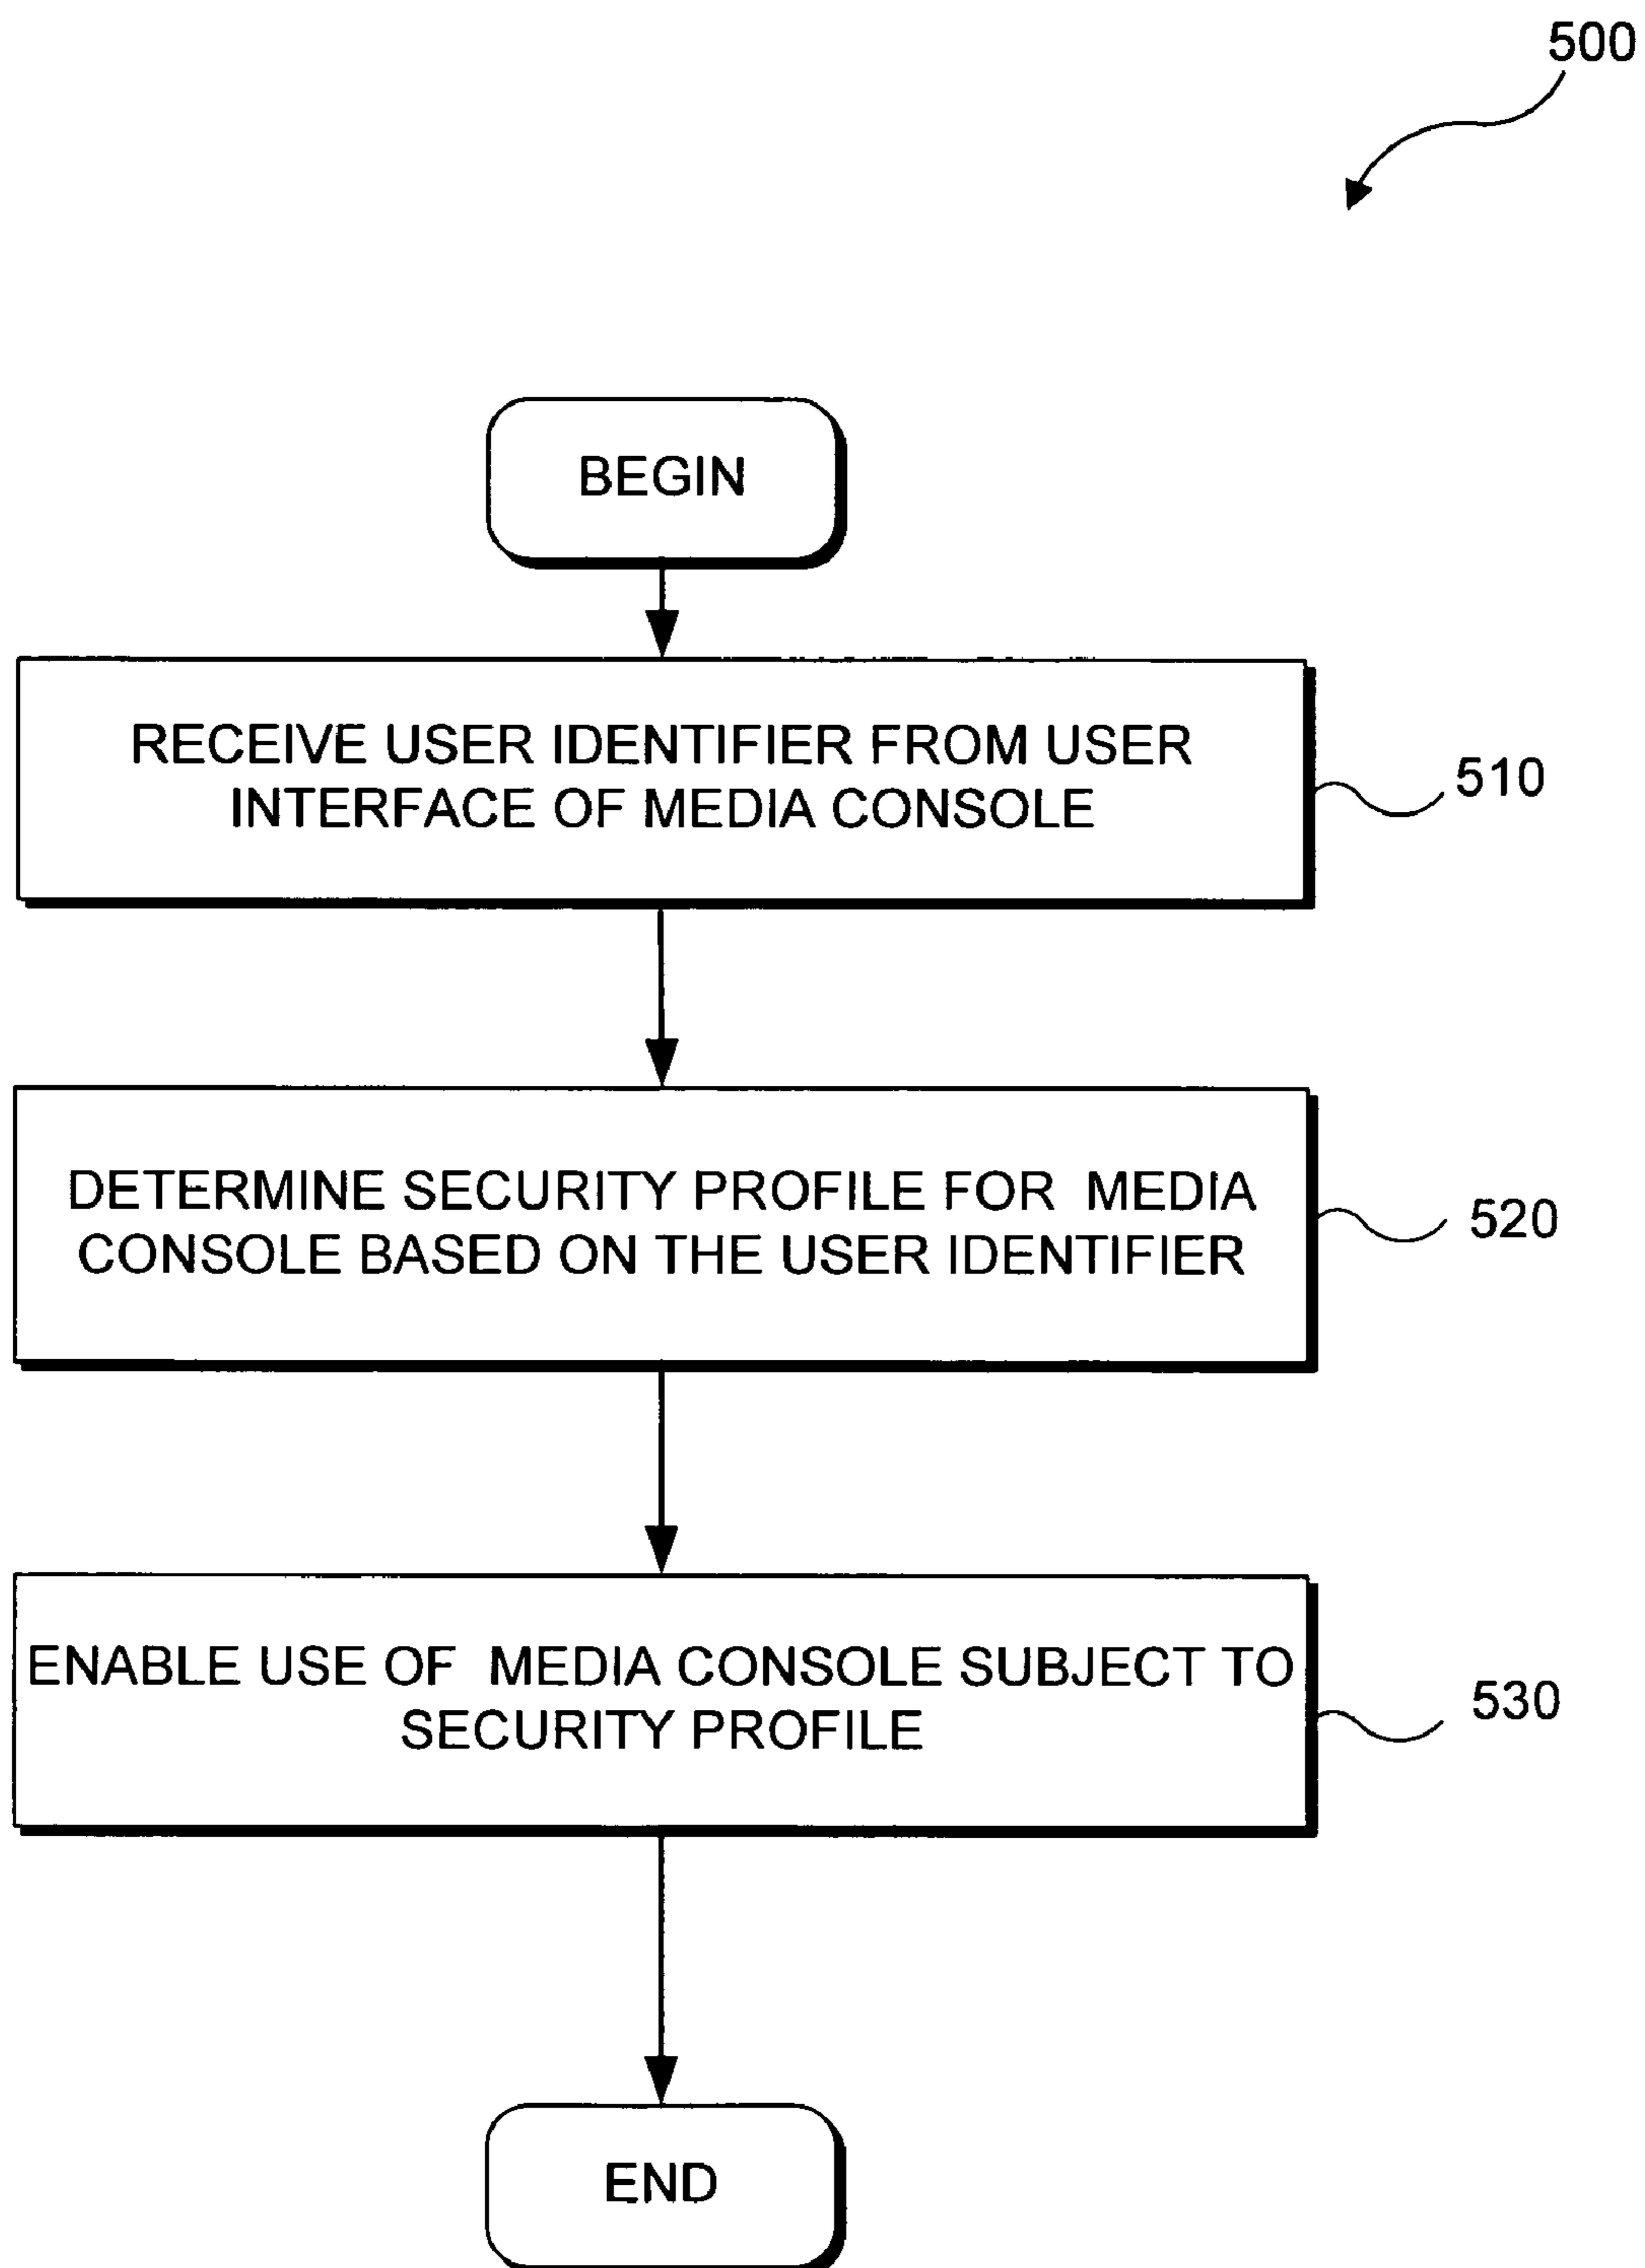 500
BEGIN
RECEIVE USER IDENTIFIER FROM USER
INTERFACE OF MEDIA CONSOLE
510
DETERMINE SECURITY PROFILE FOR MEDIA
CONSOLE BASED ON THE USER IDENTIFIER
520
ENABLE USE OF MEDIA CONSOLE SUBJECT TO
SECURITY PROFILE
530
END